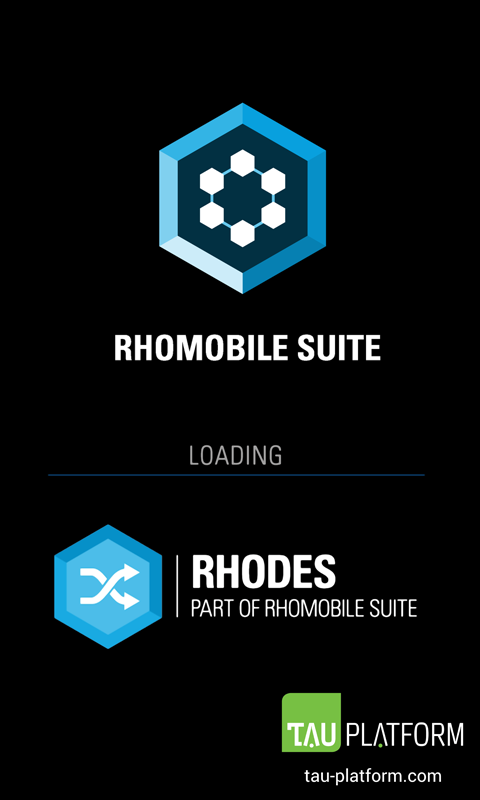 RHOMOBILE SUITE
LOADING
RHODES
PART OF RHOMOBILE SUITE
TAU PLATFORM
tau-platform.com